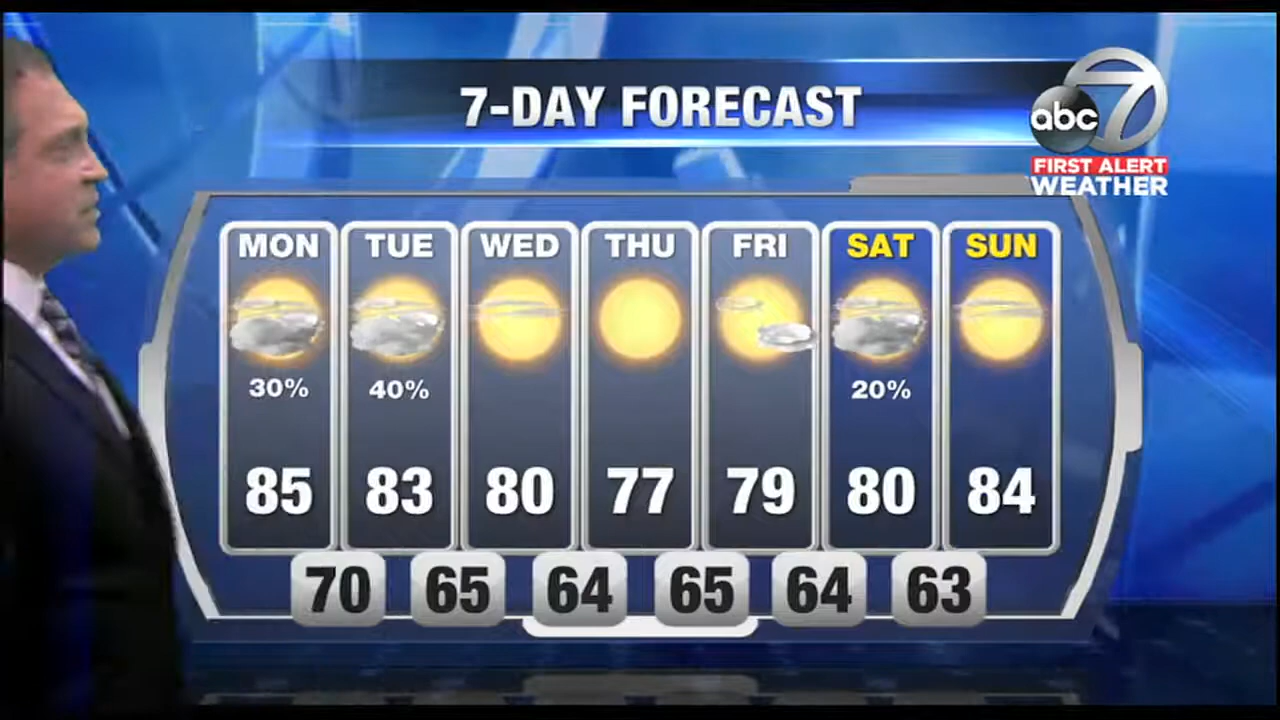 7-DAY FORECAST
abc 7
FIRST ALERT
WEATHER
MON TUE WED THU FRI SAT SUN
30% 40% 20%
85 83 80 77 79 80 84
70 65 64 65 64 63